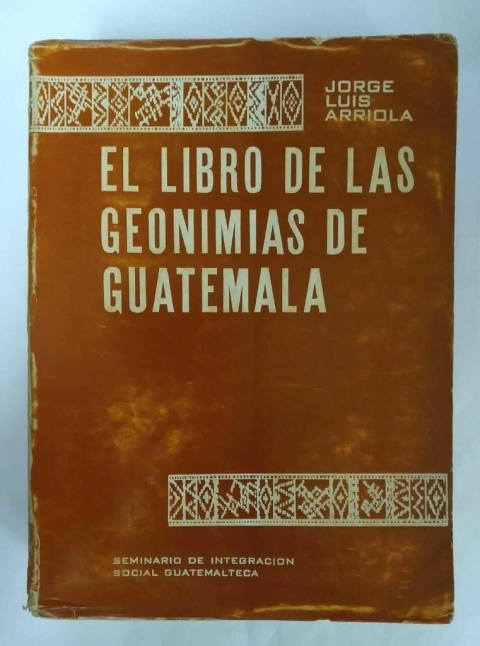 JORGE
LUIS
ARRIOLA
EL LIBRO DE LAS
GEONIMIAS DE
GUATEMALA
SEMINARIO DE INTEGRACION
SOCIAL GUATEMALTECA